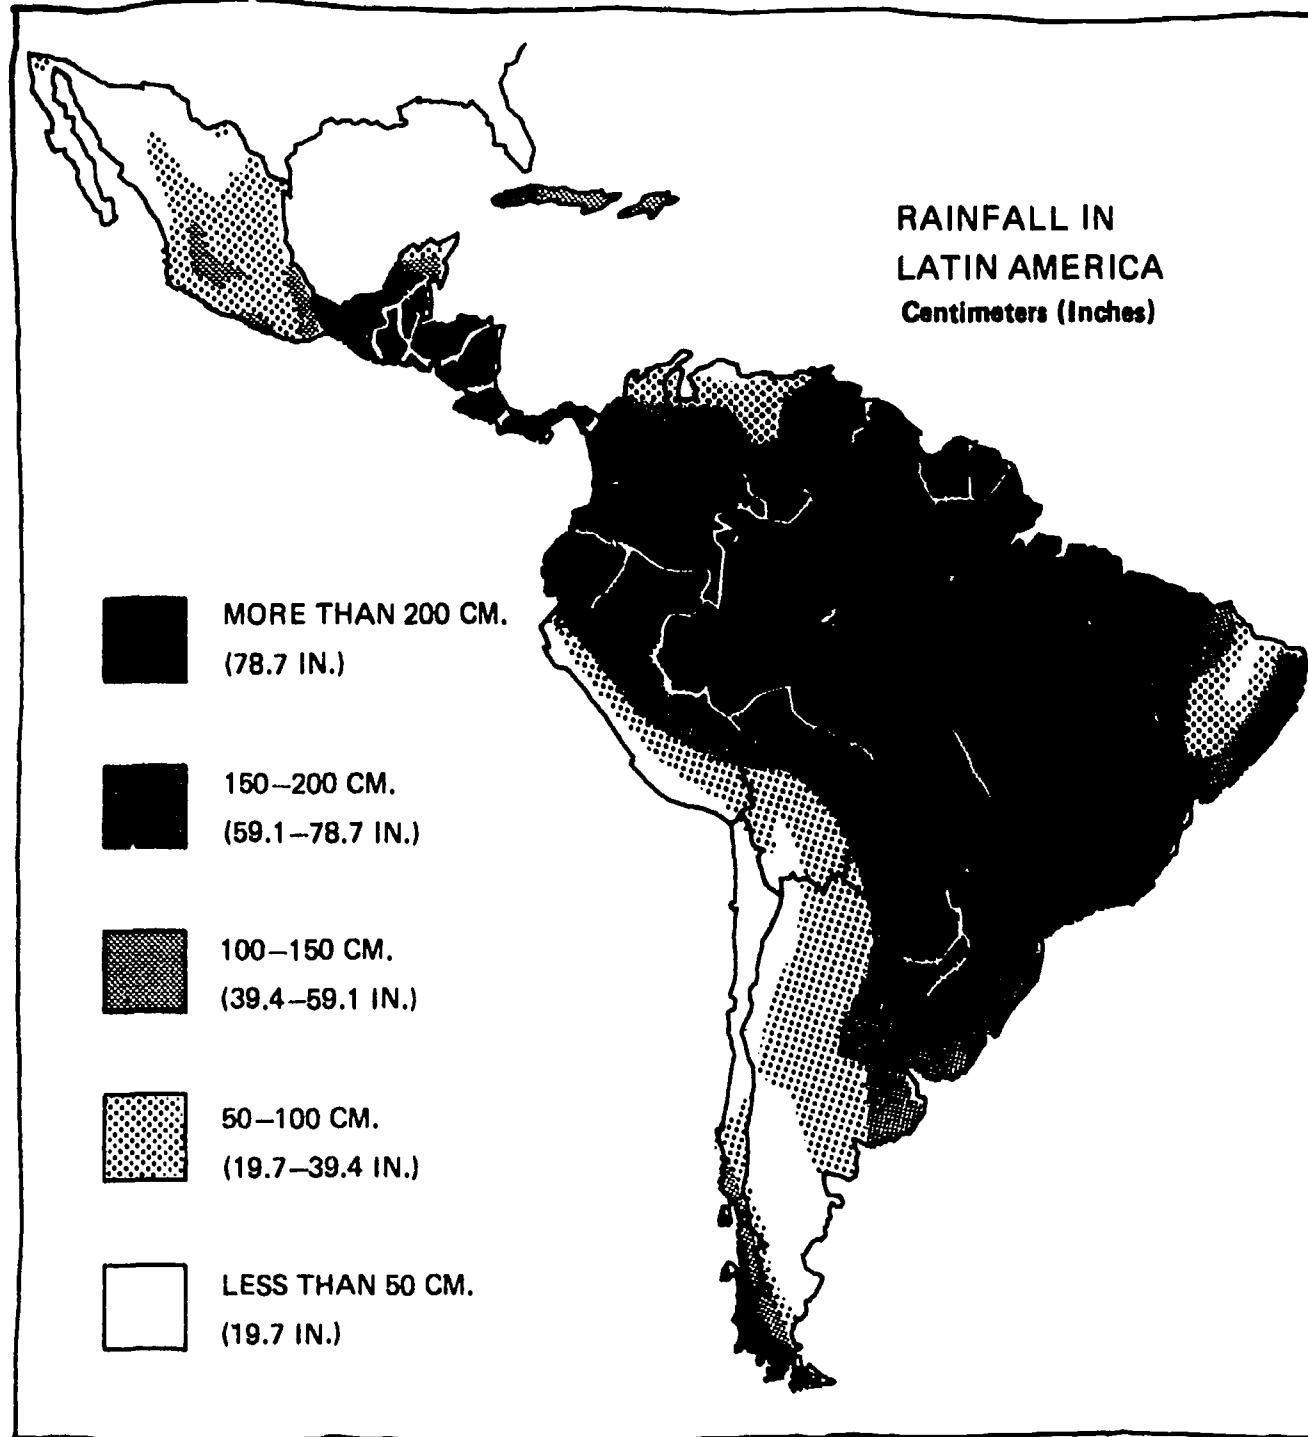 RAINFALL IN
LATIN AMERICA
Centimeters (Inches)
MORE THAN 200 CM.
(78.7 IN.)
150–200 CM.
(59.1–78.7 IN.)
100–150 CM.
(39.4–59.1 IN.)
50–100 CM.
(19.7–39.4 IN.)
LESS THAN 50 CM.
(19.7 IN.)